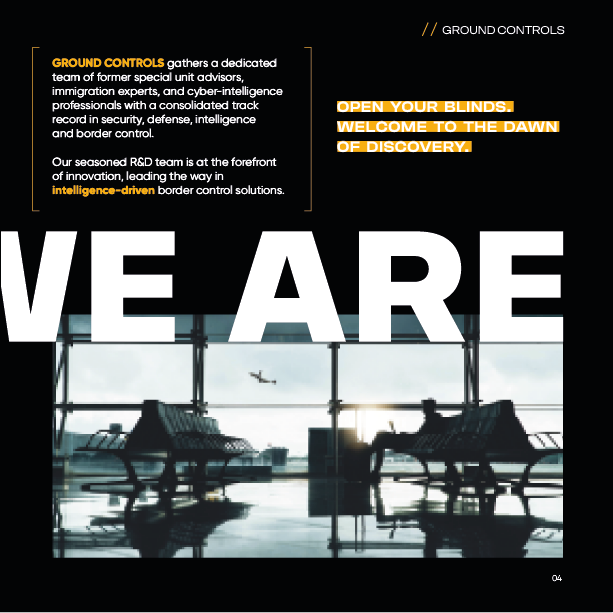 // GROUND CONTROLS
GROUND CONTROLS gathers a dedicated
team of former special unit advisors,
immigration experts, and cyber-intelligence
professionals with a consolidated track
record in security, defense, intelligence
and border control.
Our seasoned R&D team is at the forefront
of innovation, leading the way in
intelligence-driven border control solutions.
OPEN YOUR BLINDS.
WELCOME TO THE DAWN
OF DISCOVERY.
WE ARE
04